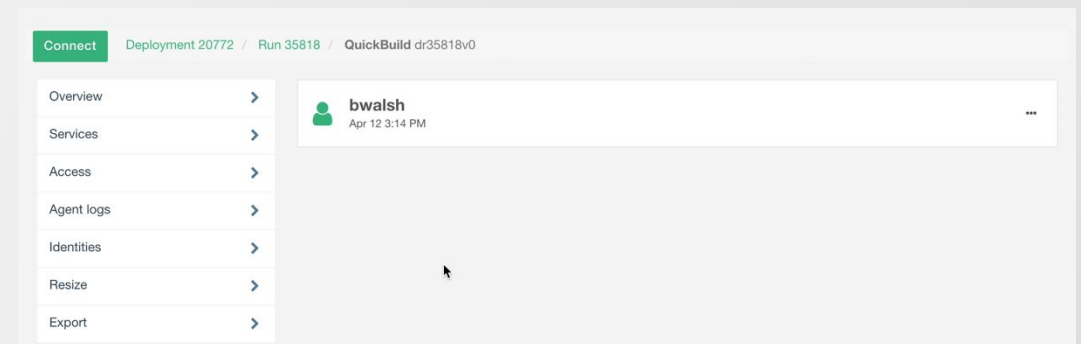 Connect Deployment 20772 / Run 35818 / QuickBuild dr35818v0
Overview
Services
Access
Agent logs
Identities
Resize
Export
bwalsh
Apr 12 3:14 PM